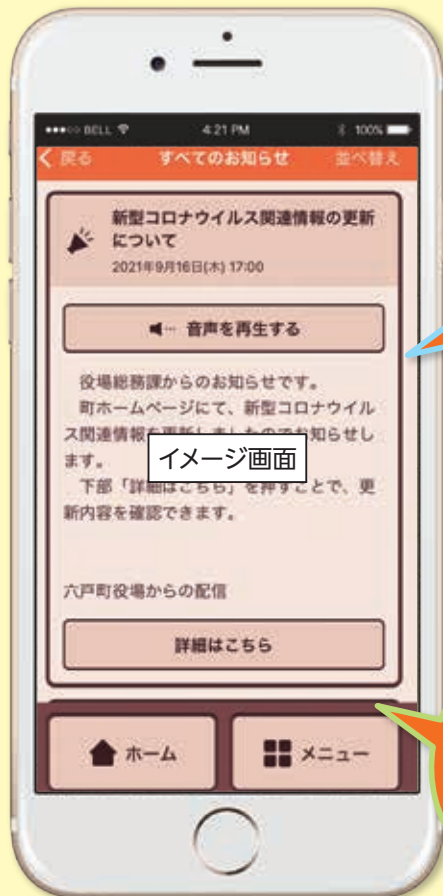 BELL 4:21 PM 100%
戻る すべてのお知らせ 並べ替え
新型コロナウイルス関連情報の更新
について
2021年9月16日(木) 17:00
音声を再生する
役場総務課からのお知らせです。
町ホームページにて、新型コロナウイル
ス関連情報を更新しましたのでお知らせし
ます。
イメージ画面
下部「詳細はこちら」を押すことで、更
新内容を確認できます。
六戸町役場からの配信
詳細はこちら
ホーム メニュー